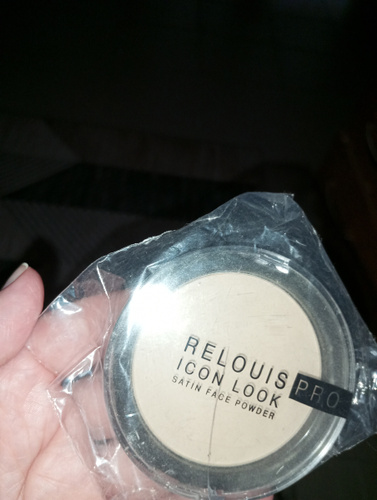 RELOUIS PRO
ICON LOOK
SATIN FACE POWDER